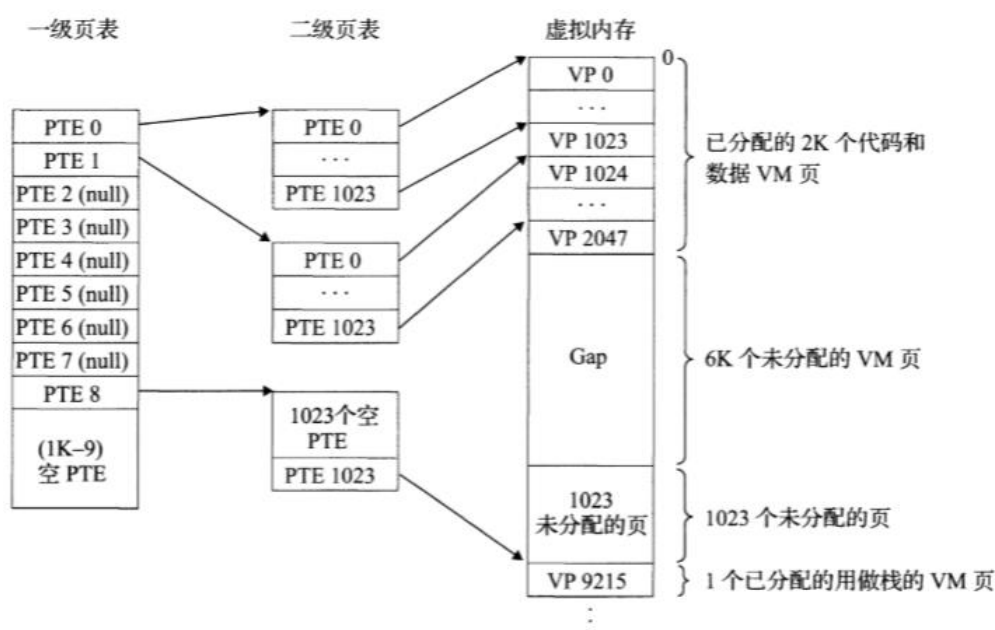 一级页表
二级页表
虚拟内存
PTE 0
PTE 1
PTE 2 (null)
PTE 3 (null)
PTE 4 (null)
PTE 5 (null)
PTE 6 (null)
PTE 7 (null)
PTE 8
(1K–9)
空 PTE
PTE 0
...
PTE 1023
PTE 0
...
PTE 1023
1023个空
PTE
PTE 1023
0
VP 0
...
VP 1023
VP 1024
...
VP 2047
Gap
1023
未分配的页
VP 9215
⋮
已分配的 2K 个代码和
数据 VM 页
6K 个未分配的 VM 页
1023 个未分配的页
1 个已分配的用做栈的 VM 页